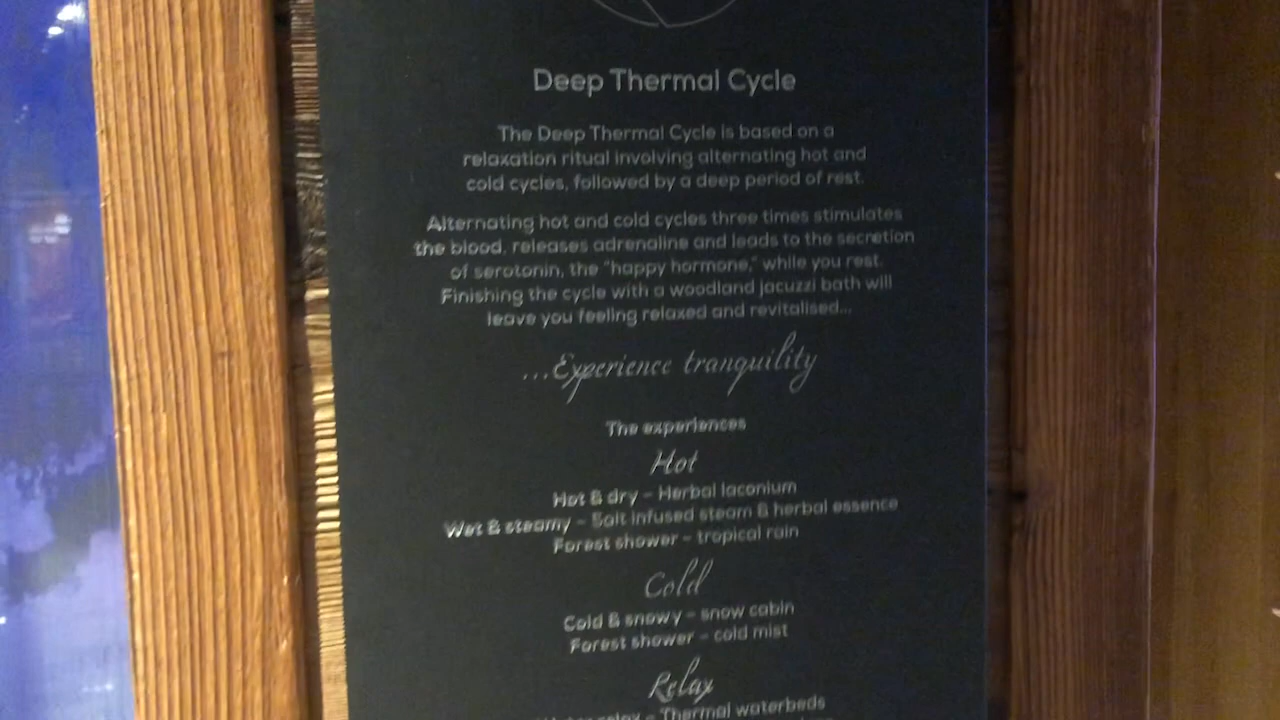 Deep Thermal Cycle
The Deep Thermal Cycle is based on a
relaxation ritual involving alternating hot and
cold cycles, followed by a deep period of rest.
Alternating hot and cold cycles three times stimulates
the blood, releases adrenaline and leads to the secretion
of serotonin, the "happy hormone," while you rest.
Finishing the cycle with a woodland jacuzzi bath will
leave you feeling relaxed and revitalised...
...Experience tranquility
The experiences
Hot
Hot & dry - Herbal laconium
Wet & steamy - Salt infused steam & herbal essence
Forest shower - tropical rain
Cold
Cold & snowy - snow cabin
Forest shower - cold mist
Relax
relax - Thermal waterbeds